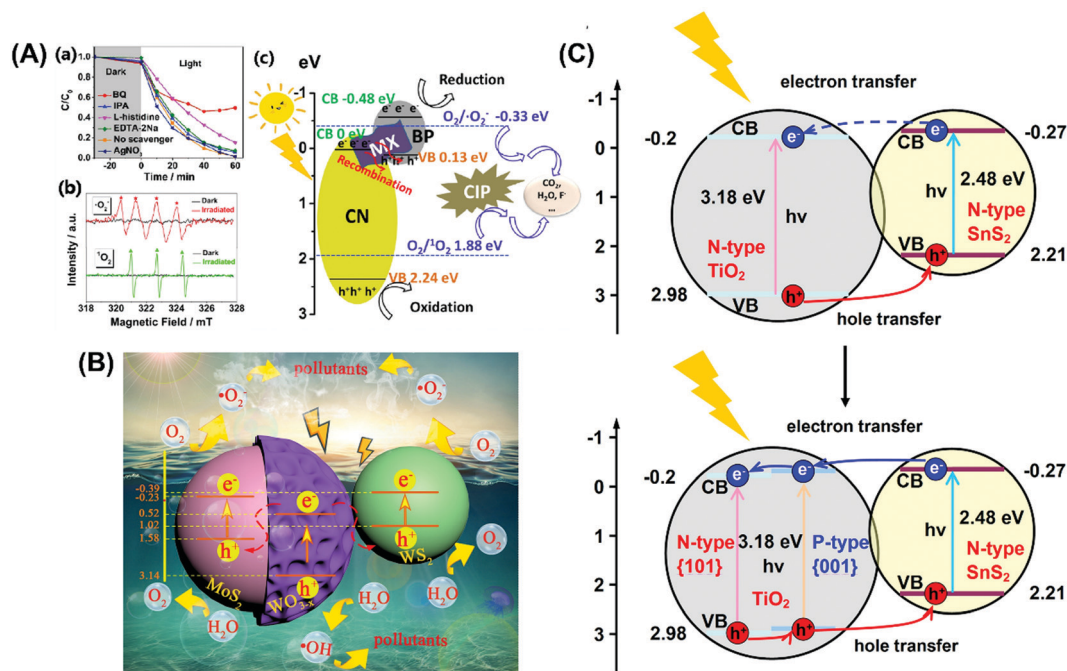 (A)
(a)
C/C₀
1.0
0.8
0.6
0.4
0.2
0.0
Dark
Light
BQ
IPA
L-histidine
EDTA-2Na
No scavenger
AgNO₃
0 20 40 60
Time / min
(b)
Intensity / a.u.
·O₂⁻
Dark
Irradiated
¹O₂
Dark
Irradiated
318 320 322 324 326 328
Magnetic Field / mT
(c)
eV
-1
0
1
2
3
Reduction
CB -0.48 eV
e⁻ e⁻ e⁻
O₂/·O₂⁻ -0.33 eV
BP
CB 0 eV
e⁻ e⁻ e⁻
MX
h⁺ h⁺ h⁺
VB 0.13 eV
Recombination
CIP
CO₂,
H₂O, F⁻
...
CN
O₂/¹O₂ 1.88 eV
VB 2.24 eV
h⁺h⁺ h⁺
Oxidation
(B)
pollutants
·O₂⁻
·O₂⁻
O₂
O₂
e⁻
e⁻
e⁻
-0.39
-0.23
0.52
1.02
1.58
3.14
h⁺
h⁺
h⁺
MoS₂
WO₃₋ₓ
WS₂
O₂
O₂
H₂O
H₂O
H₂O
·OH
pollutants
(C)
electron transfer
-1
0
1
2
3
-0.2
CB
e⁻
e⁻
-0.27
CB
3.18 eV
hν
hν
2.48 eV
N-type
TiO₂
N-type
SnS₂
VB
h⁺
2.21
2.98
VB
h⁺
hole transfer
electron transfer
-1
0
1
2
3
-0.2
CB
e⁻
e⁻
e⁻
-0.27
CB
N-type
{101}
3.18 eV
hν
TiO₂
P-type
{001}
hν
2.48 eV
N-type
SnS₂
VB
h⁺
2.21
2.98
VB
h⁺
h⁺
hole transfer